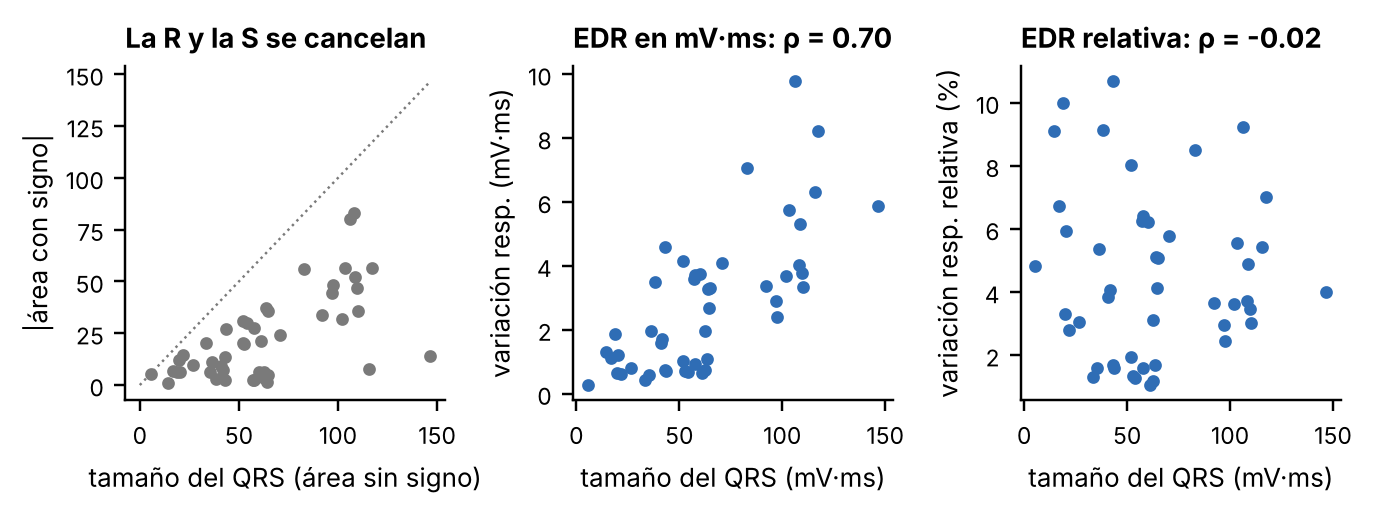 La R y la S se cancelan
150
125
100
75
50
25
0
|área con signo|
0 50 100 150
tamaño del QRS (área sin signo)
EDR en mV·ms: ρ = 0.70
10
8
6
4
2
0
variación resp. (mV·ms)
0 50 100 150
tamaño del QRS (mV·ms)
EDR relativa: ρ = -0.02
10
8
6
4
2
variación resp. relativa (%)
0 50 100 150
tamaño del QRS (mV·ms)